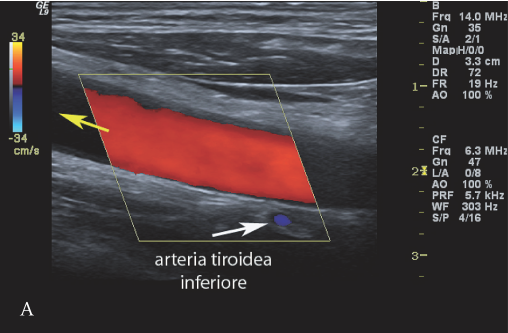 GE
L9
34
-34
cm/s
B
Frq 14.0 MHz
Gn 35
S/A 2/1
Map H/0/0
D 3.3 cm
DR 72
FR 19 Hz
AO 100 %
1
CF
Frq 6.3 MHz
Gn 47
L/A 0/8
AO 100 %
PRF 5.7 kHz
WF 303 Hz
S/P 4/16
2
3
arteria tiroidea
inferiore
A